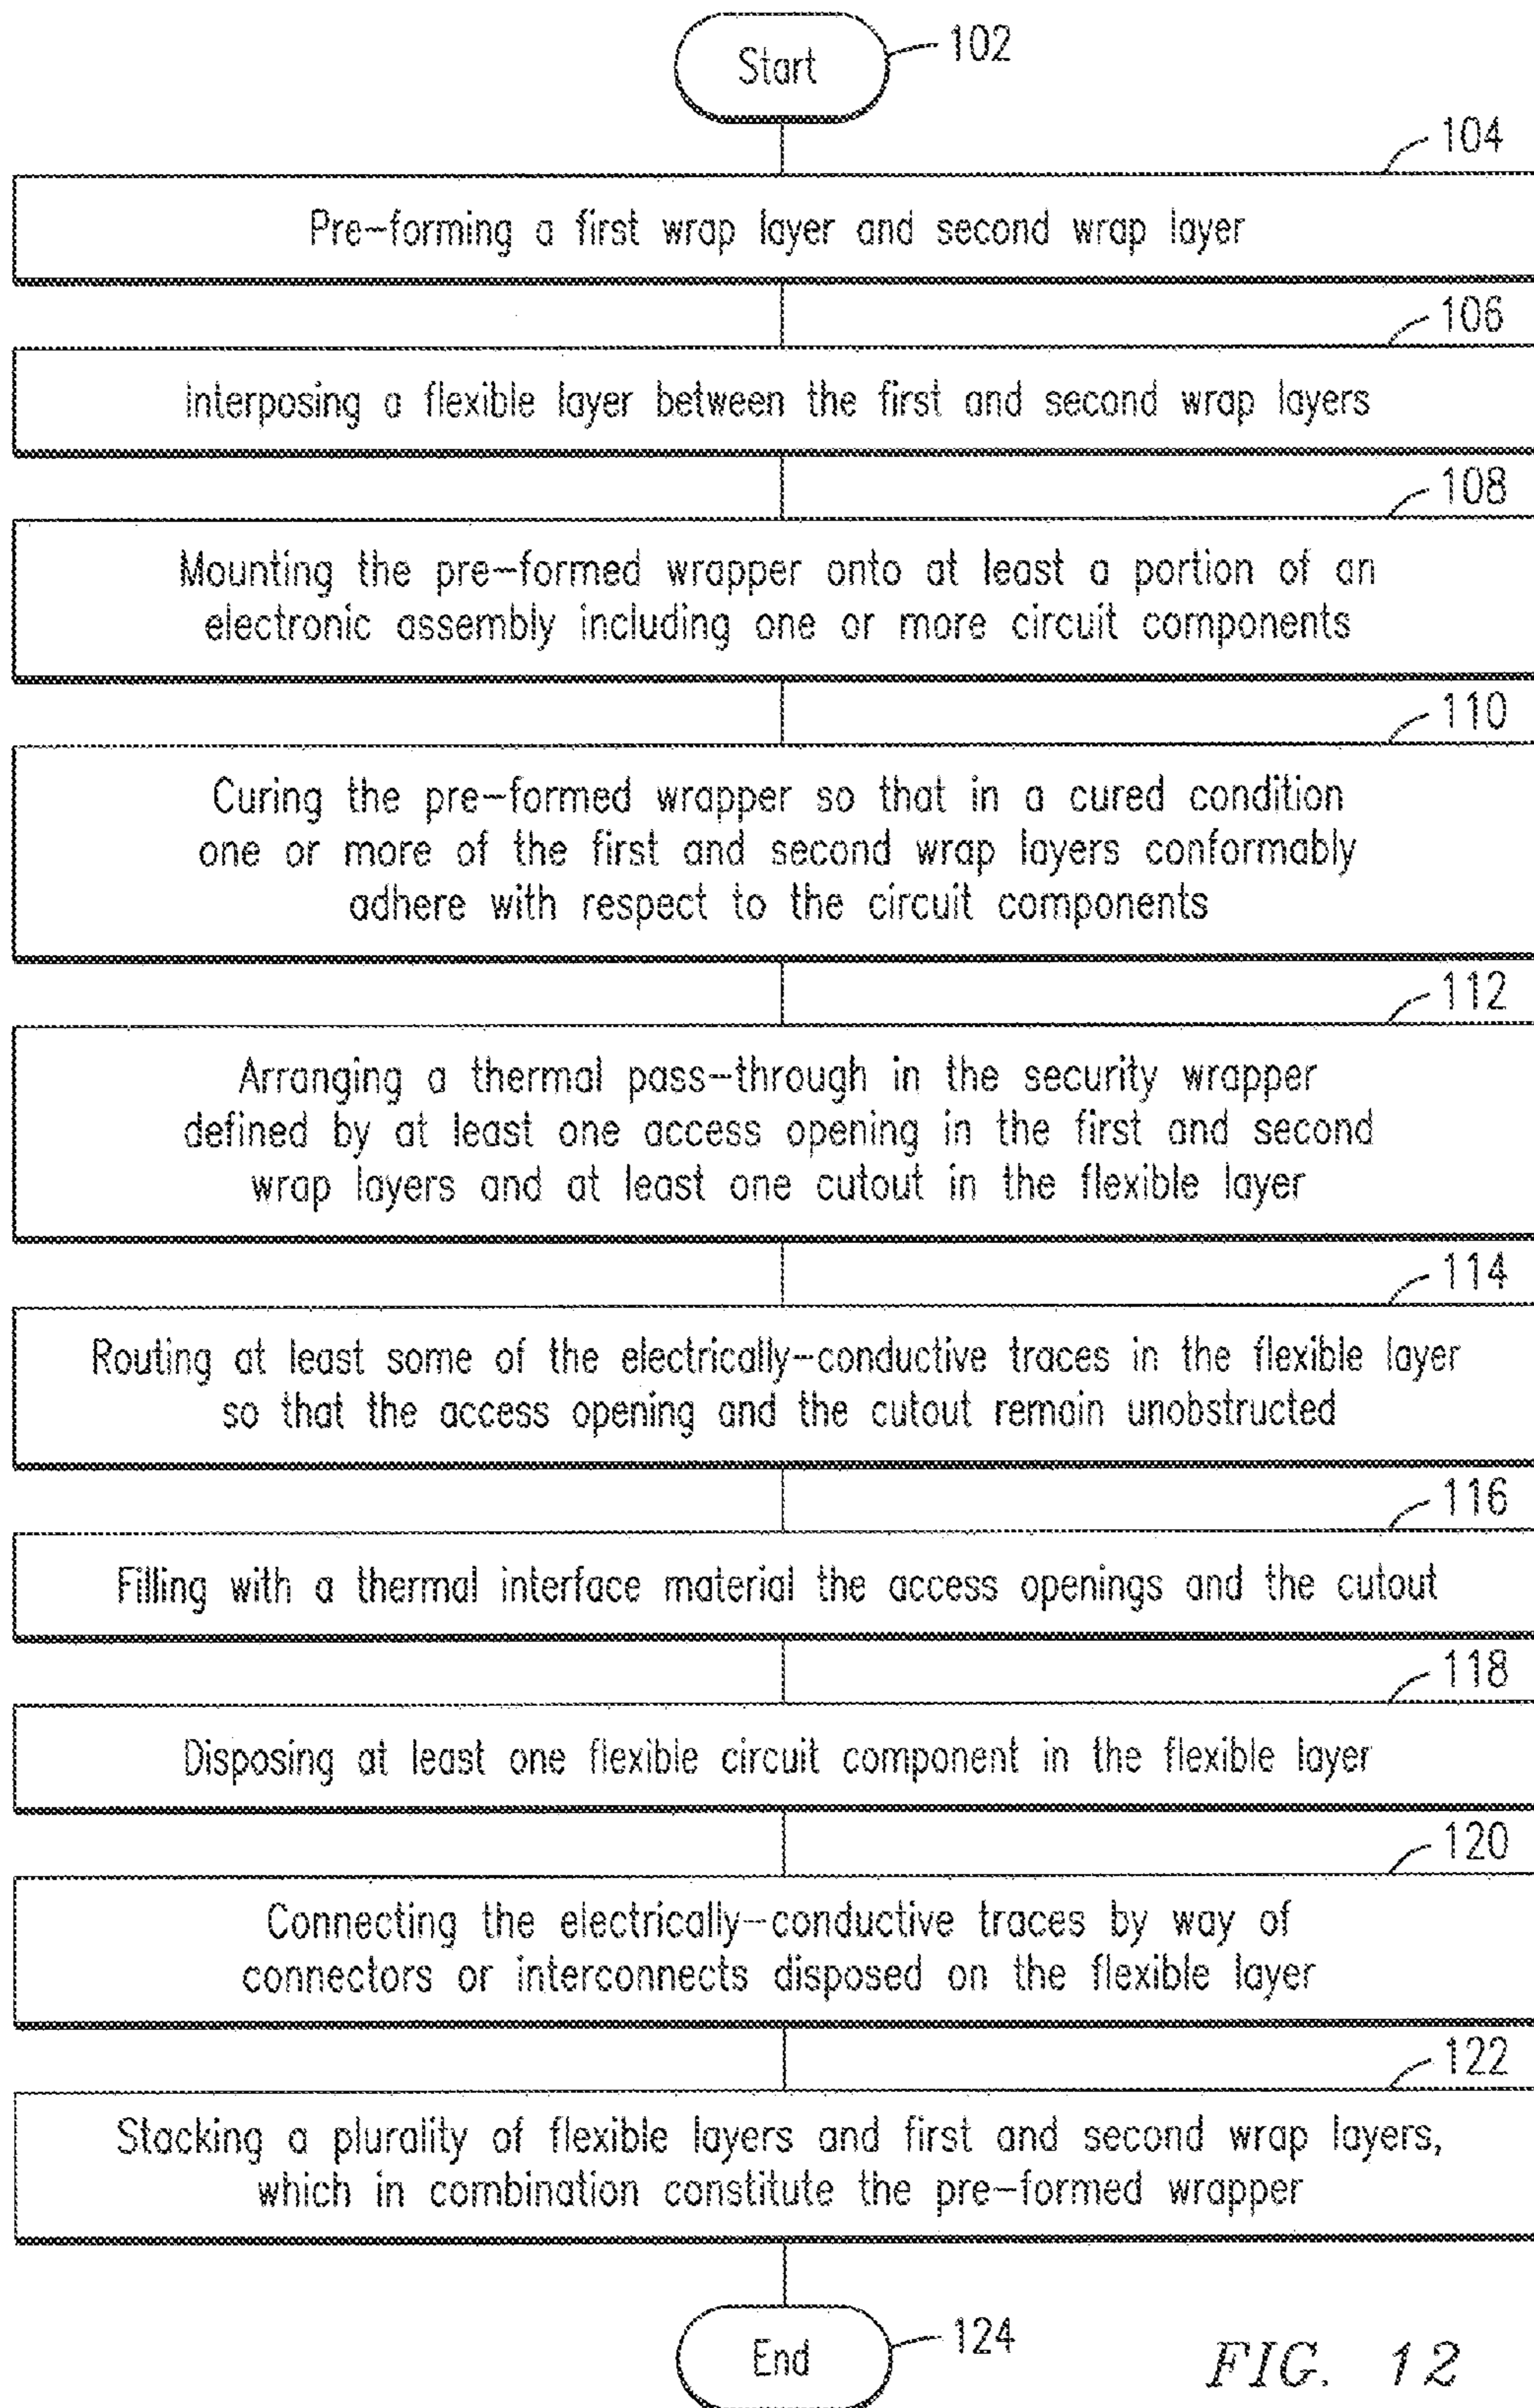 Start
102
104
Pre-forming a first wrap layer and second wrap layer
106
Interposing a flexible layer between the first and second wrap layers
108
Mounting the pre-formed wrapper onto at least a portion of an
electronic assembly including one or more circuit components
110
Curing the pre-formed wrapper so that in a cured condition
one or more of the first and second wrap layers conformably
adhere with respect to the circuit components
112
Arranging a thermal pass-through in the security wrapper
defined by at least one access opening in the first and second
wrap layers and at least one cutout in the flexible layer
114
Routing at least some of the electrically-conductive traces in the flexible layer
so that the access opening and the cutout remain unobstructed
116
Filling with a thermal interface material the access openings and the cutout
118
Disposing at least one flexible circuit component in the flexible layer
120
Connecting the electrically-conductive traces by way of
connectors or interconnects disposed on the flexible layer
122
Stacking a plurality of flexible layers and first and second wrap layers,
which in combination constitute the pre-formed wrapper
End
124
FIG. 12